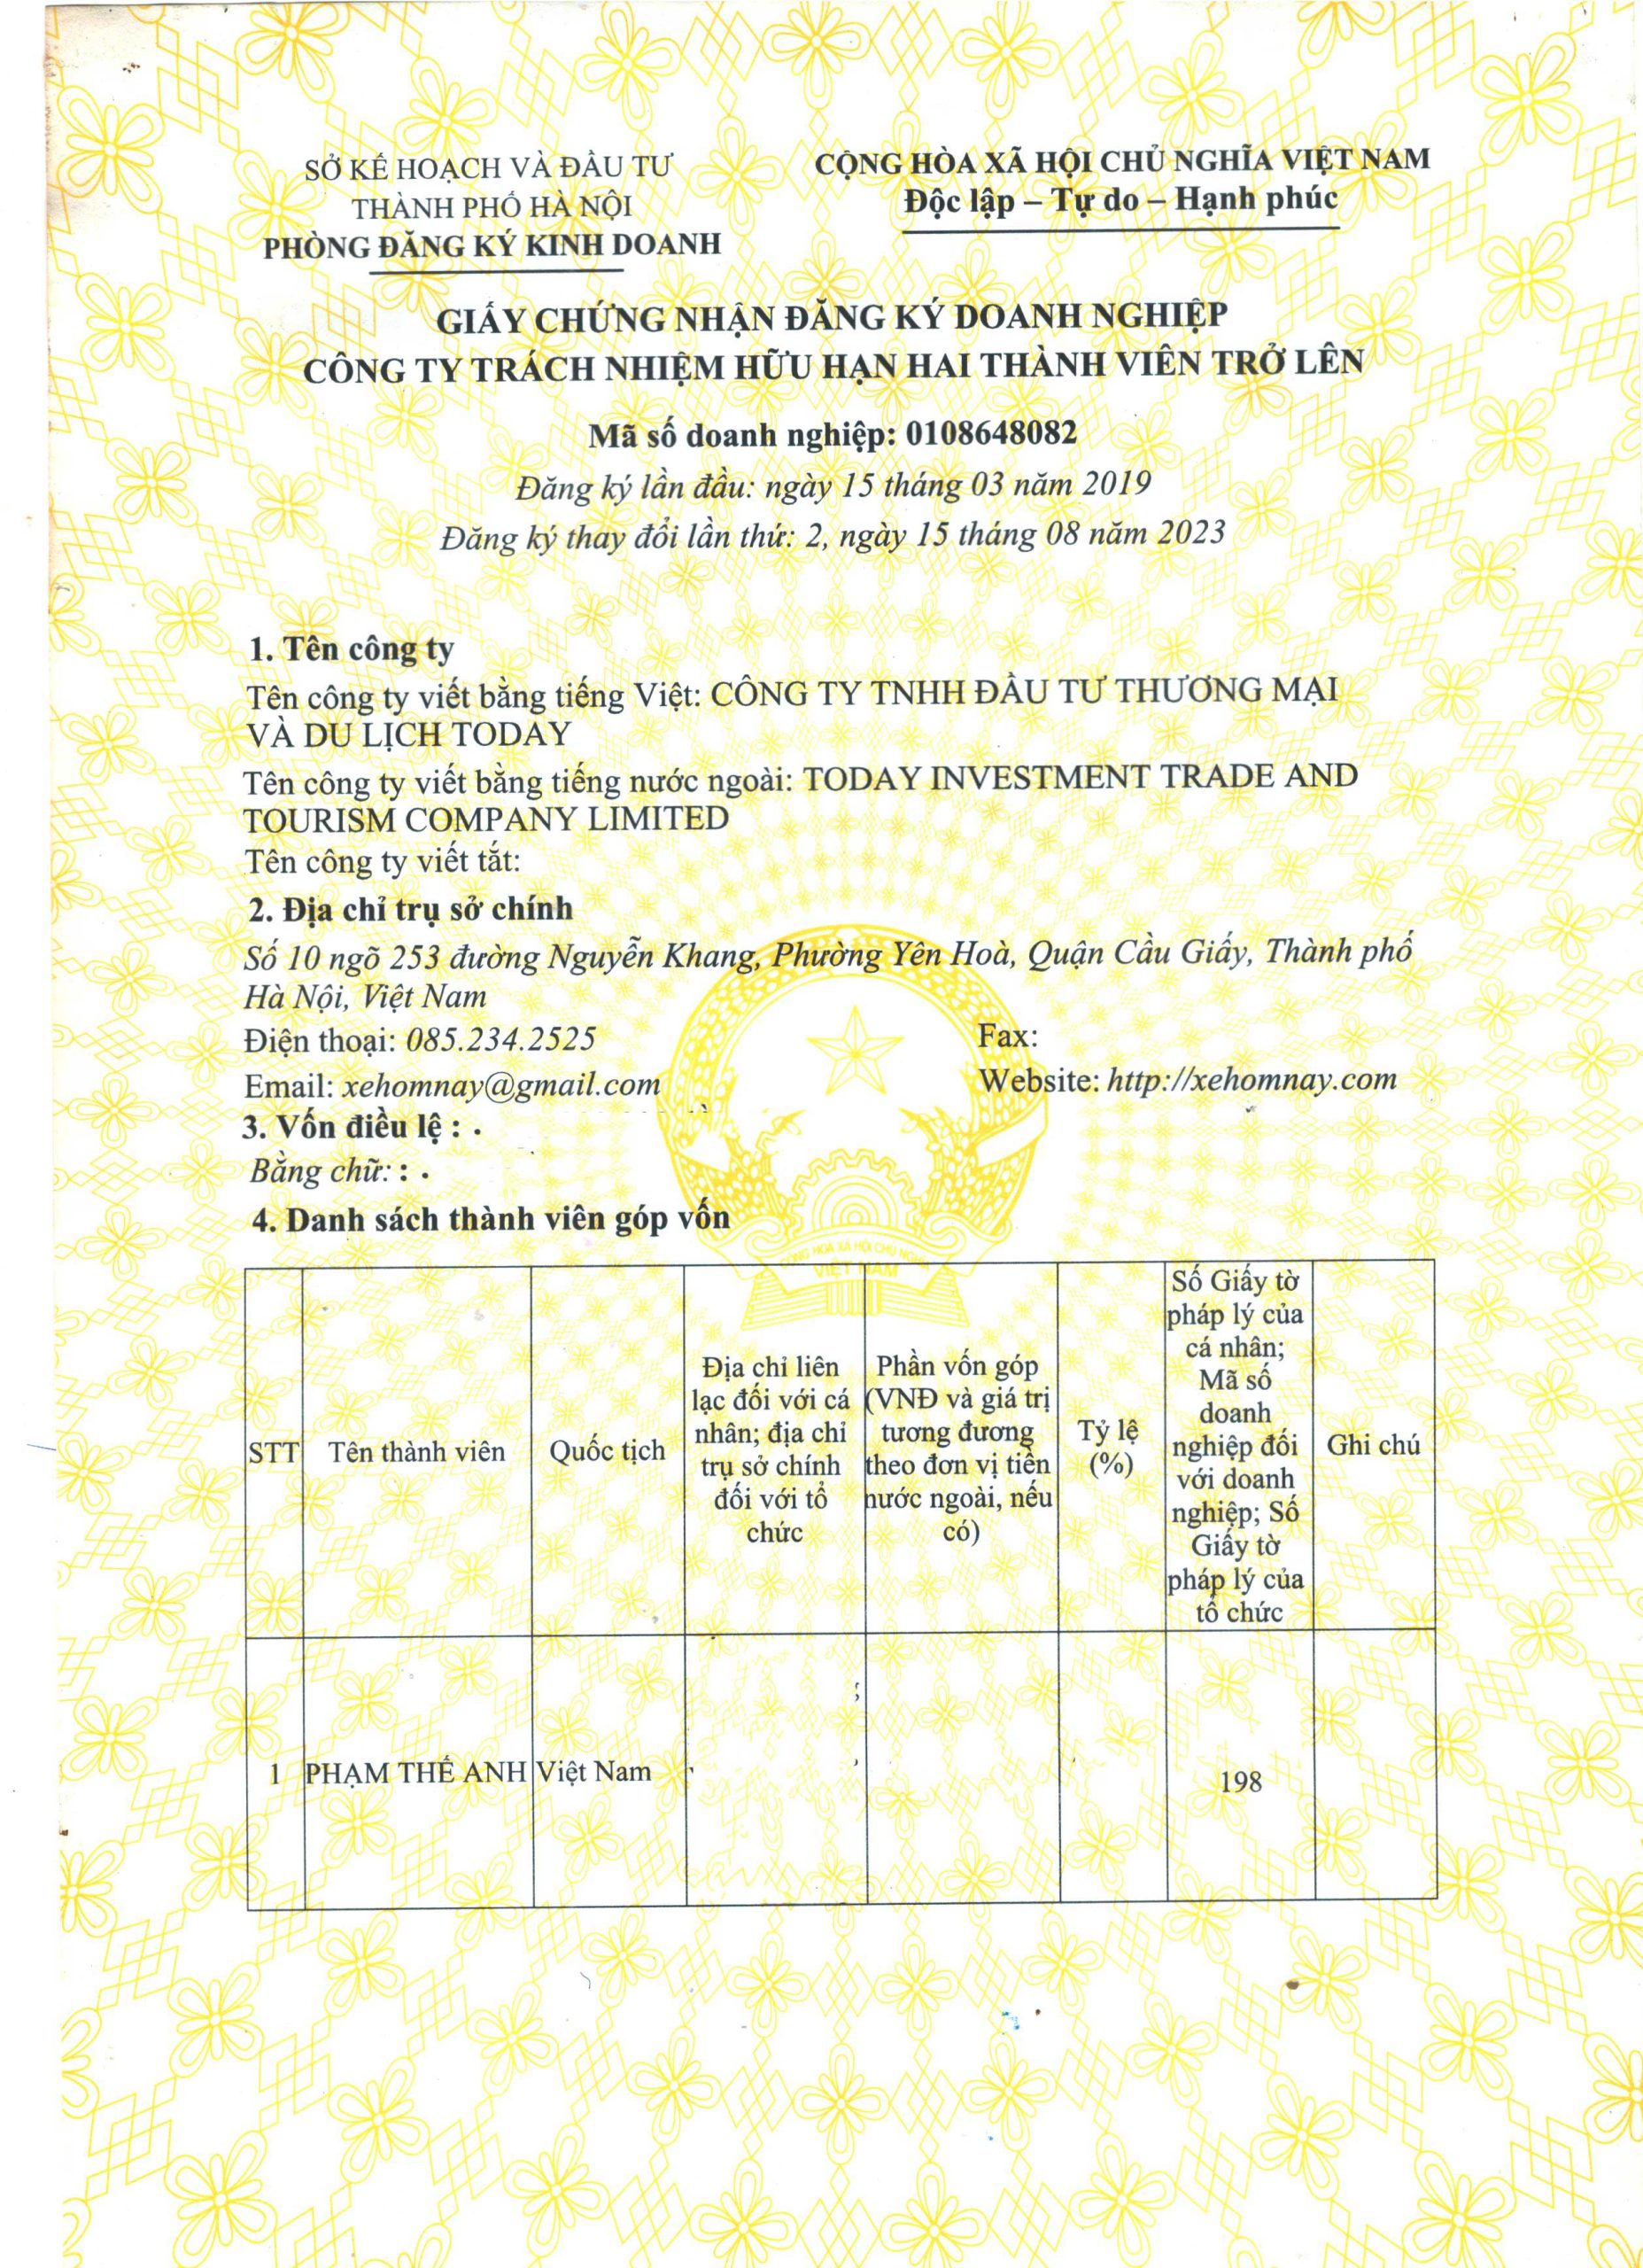 SỞ KẾ HOẠCH VÀ ĐẦU TƯ
THÀNH PHỐ HÀ NỘI
PHÒNG ĐĂNG KÝ KINH DOANH
CỘNG HÒA XÃ HỘI CHỦ NGHĨA VIỆT NAM
Độc lập – Tự do – Hạnh phúc
GIẤY CHỨNG NHẬN ĐĂNG KÝ DOANH NGHIỆP
CÔNG TY TRÁCH NHIỆM HỮU HẠN HAI THÀNH VIÊN TRỞ LÊN
Mã số doanh nghiệp: 0108648082
Đăng ký lần đầu: ngày 15 tháng 03 năm 2019
Đăng ký thay đổi lần thứ: 2, ngày 15 tháng 08 năm 2023
1. Tên công ty
Tên công ty viết bằng tiếng Việt: CÔNG TY TNHH ĐẦU TƯ THƯƠNG MẠI
VÀ DU LỊCH TODAY
Tên công ty viết bằng tiếng nước ngoài: TODAY INVESTMENT TRADE AND
TOURISM COMPANY LIMITED
Tên công ty viết tắt:
2. Địa chỉ trụ sở chính
Số 10 ngõ 253 đường Nguyễn Khang, Phường Yên Hoà, Quận Cầu Giấy, Thành phố
Hà Nội, Việt Nam
Điện thoại: 085.234.2525
Fax:
Email: xehomnay@gmail.com
Website: http://xehomnay.com
3. Vốn điều lệ : .
Bằng chữ: : .
4. Danh sách thành viên góp vốn
CỘNG HÒA XÃ HỘI CHỦ NGHĨA
VIỆT NAM
STT
Tên thành viên
Quốc tịch
Địa chỉ liên
lạc đối với cá
nhân; địa chỉ
trụ sở chính
đối với tổ
chức
Phần vốn góp
(VNĐ và giá trị
tương đương
theo đơn vị tiền
nước ngoài, nếu
có)
Tỷ lệ
(%)
Số Giấy tờ
pháp lý của
cá nhân;
Mã số
doanh
nghiệp đối
với doanh
nghiệp; Số
Giấy tờ
pháp lý của
tổ chức
Ghi chú
1
PHẠM THẾ ANH
Việt Nam
198